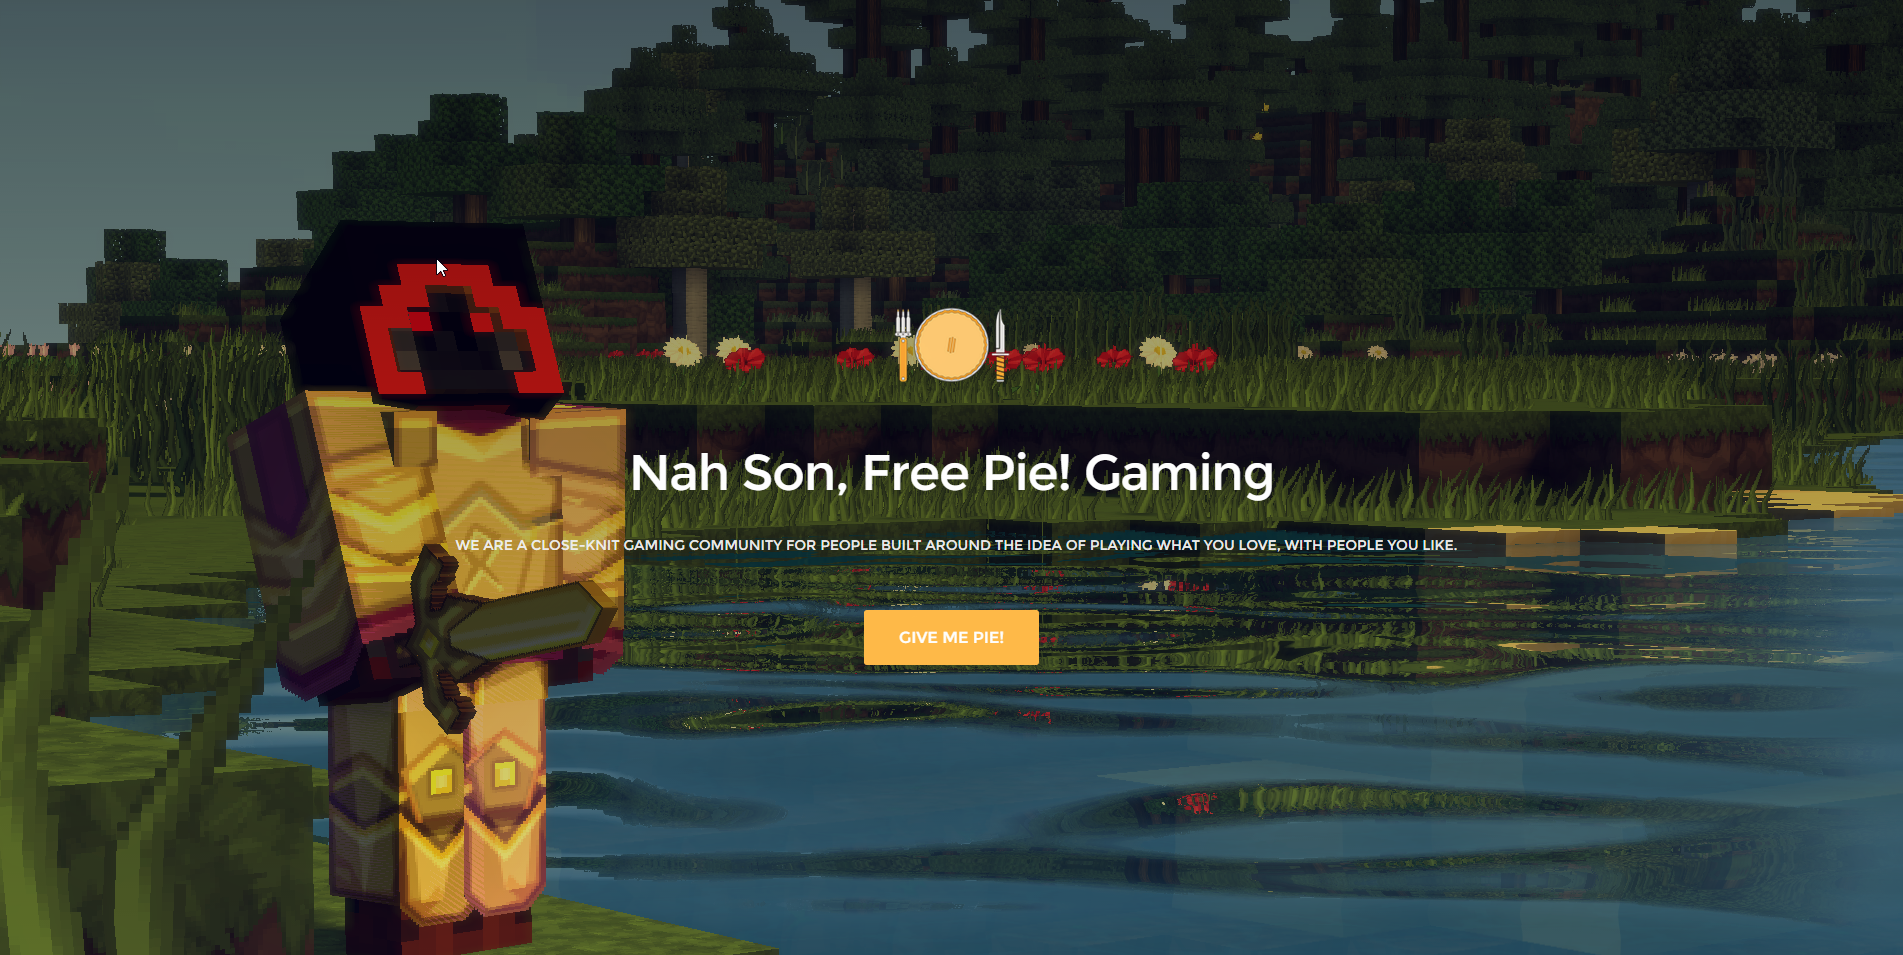 Nah Son, Free Pie! Gaming
WE ARE A CLOSE-KNIT GAMING COMMUNITY FOR PEOPLE BUILT AROUND THE IDEA OF PLAYING WHAT YOU LOVE, WITH PEOPLE YOU LIKE.
GIVE ME PIE!